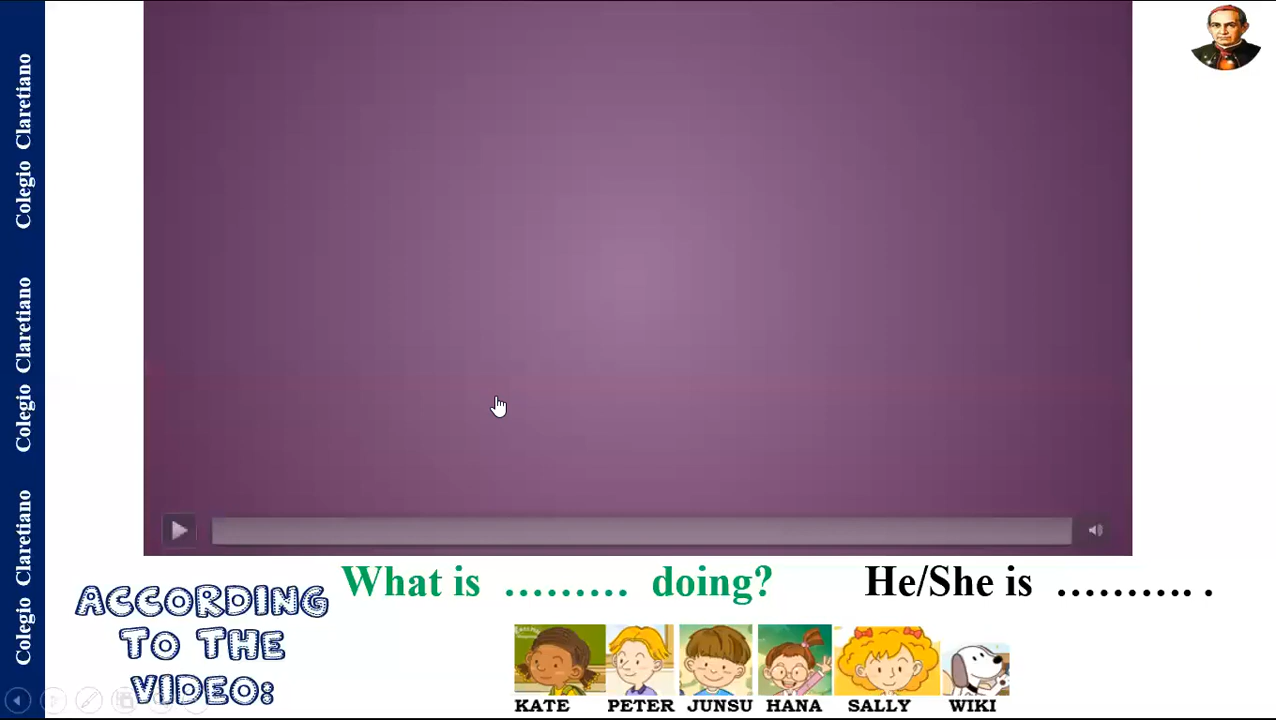 Colegio Claretiano
Colegio Claretiano
Colegio Claretiano
What is ……… doing?
He/She is ………. .
ACCORDING
TO THE
VIDEO:
KATE
PETER
JUNSU
HANA
SALLY
WIKI